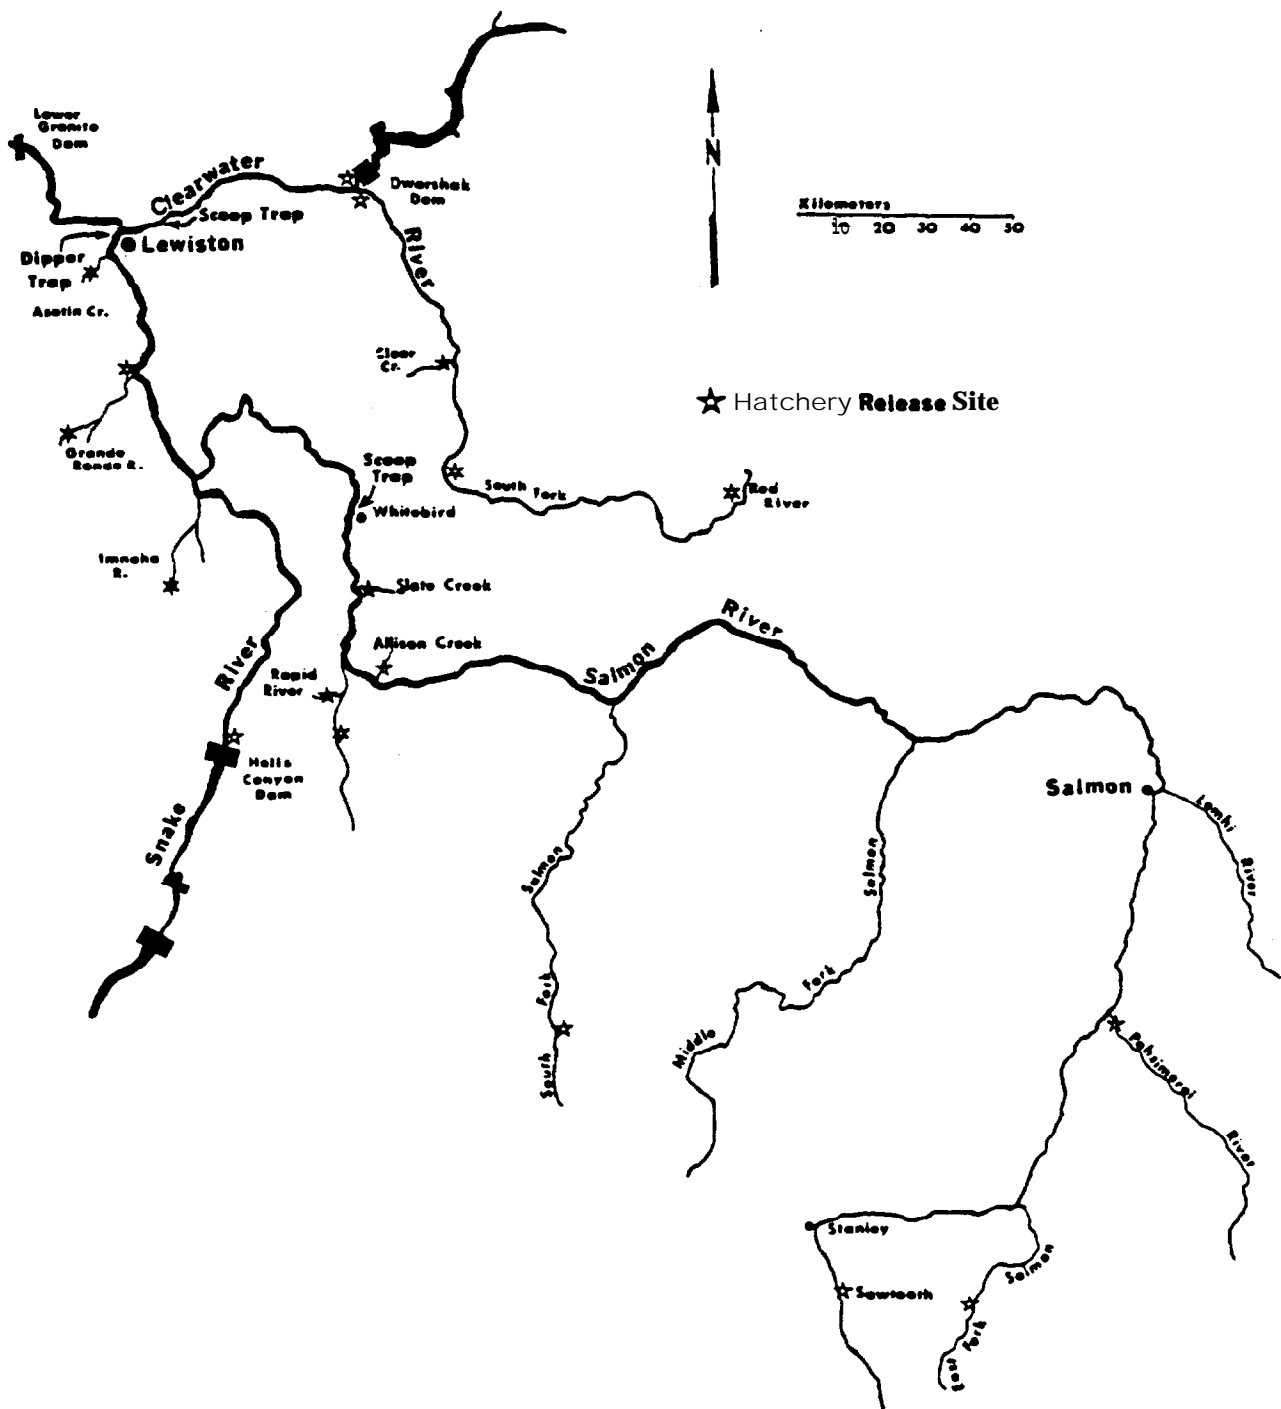 Lower
Granite
Dam
Clearwater
Scoop Trap
Lewiston
Dipper
Trap
Asotin Cr.
Dworshak
Dam
River
N
Kilometers
10 20 30 40 50
Clear
Cr.
Hatchery Release Site
Grande
Ronde R.
Scoop
Trap
Whitebird
South Fork
Red
River
Imnaha
R.
Slate Creek
Allison Creek
Rapid
River
River
Salmon
River
Hells
Canyon
Dam
Snake
Salmon
Lemhi
River
Salmon
Fork
South
Salmon
Fork
Middle
Pahsimeroi
River
Stanley
Sawtooth
Salmon
Fork
East